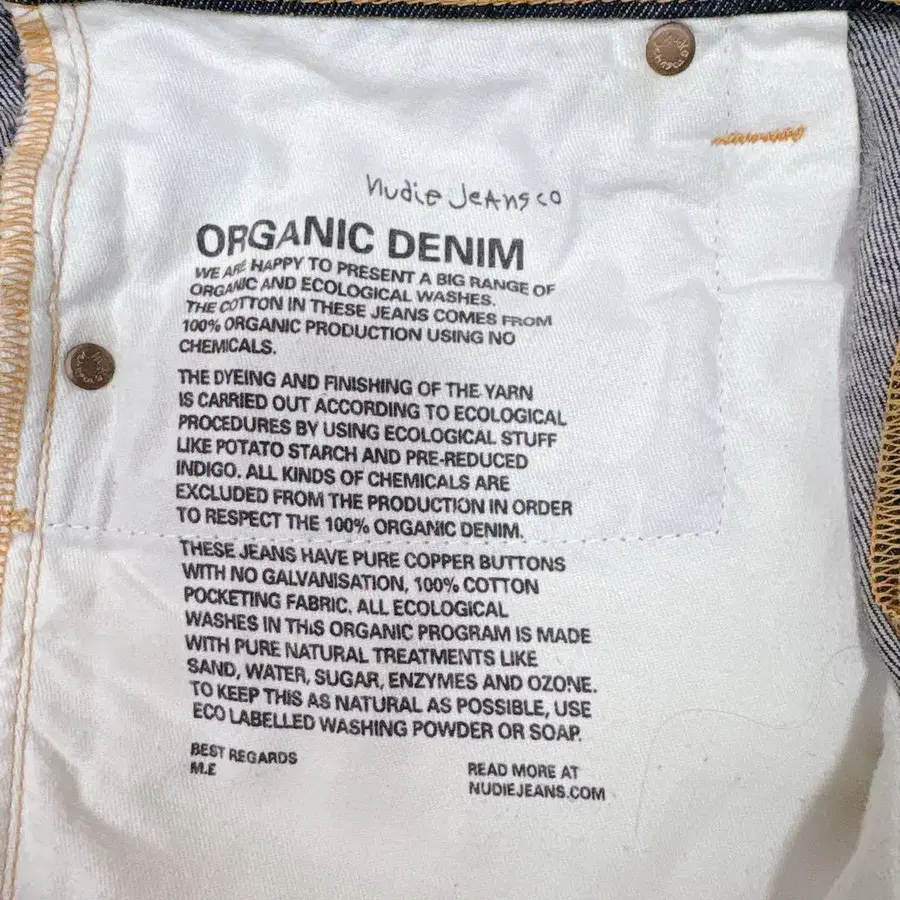 Nudie Jeans co
ORGANIC DENIM
WE ARE HAPPY TO PRESENT A BIG RANGE OF
ORGANIC AND ECOLOGICAL WASHES.
THE COTTON IN THESE JEANS COMES FROM
100% ORGANIC PRODUCTION USING NO
CHEMICALS.
THE DYEING AND FINISHING OF THE YARN
IS CARRIED OUT ACCORDING TO ECOLOGICAL
PROCEDURES BY USING ECOLOGICAL STUFF
LIKE POTATO STARCH AND PRE-REDUCED
INDIGO. ALL KINDS OF CHEMICALS ARE
EXCLUDED FROM THE PRODUCTION IN ORDER
TO RESPECT THE 100% ORGANIC DENIM.
THESE JEANS HAVE PURE COPPER BUTTONS
WITH NO GALVANISATION, 100% COTTON
POCKETING FABRIC. ALL ECOLOGICAL
WASHES IN THIS ORGANIC PROGRAM IS MADE
WITH PURE NATURAL TREATMENTS LIKE
SAND, WATER, SUGAR, ENZYMES AND OZONE.
TO KEEP THIS AS NATURAL AS POSSIBLE, USE
ECO LABELLED WASHING POWDER OR SOAP.
BEST REGARDS
M.E
READ MORE AT
NUDIEJEANS.COM